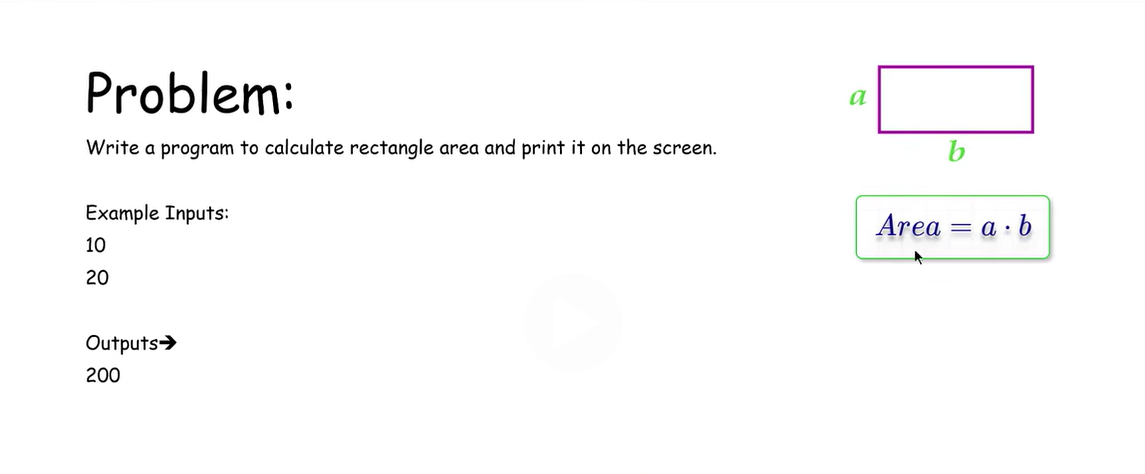 Problem:
Write a program to calculate rectangle area and print it on the screen.
Example Inputs:
10
20
Outputs➔
200
a
b
Area = a · b